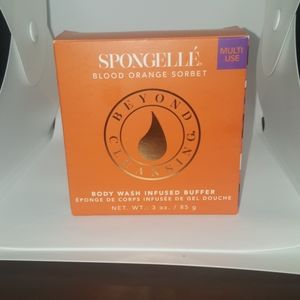 SPONGELLÉ
BLOOD ORANGE SORBET
MULTI
USE
BEYOND
CLEANSING
BODY WASH INFUSED BUFFER
ÉPONGE DE CORPS INFUSÉE DE GEL DOUCHE
NET. WT. 3 oz. / 85 g